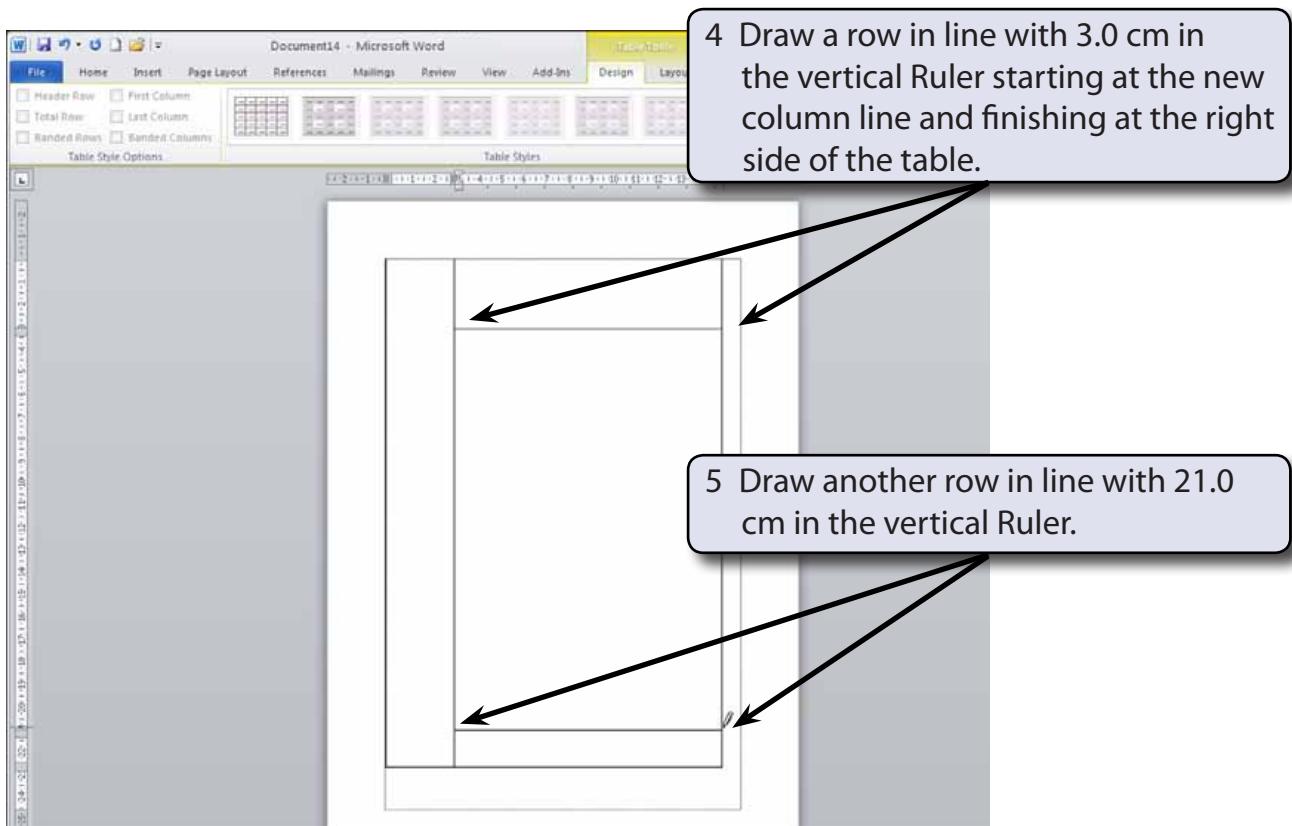 Document14 - Microsoft Word
Table Tools
File Home Insert Page Layout References Mailings Review View Add-Ins Design Layou
Header Row First Column
Total Row Last Column
Banded Rows Banded Columns
Table Style Options
Table Styles
4 Draw a row in line with 3.0 cm in
the vertical Ruler starting at the new
column line and finishing at the right
side of the table.
5 Draw another row in line with 21.0
cm in the vertical Ruler.